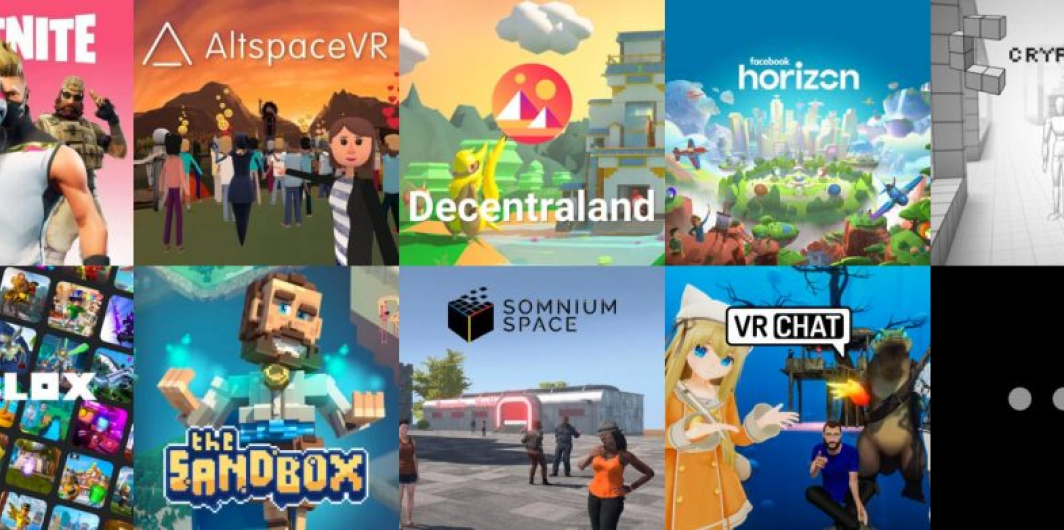 NITE
AltspaceVR
Decentraland
facebook
horizon
CRYP
LOX
the
SANDBOX
SOMNIUM
SPACE
VR CHAT